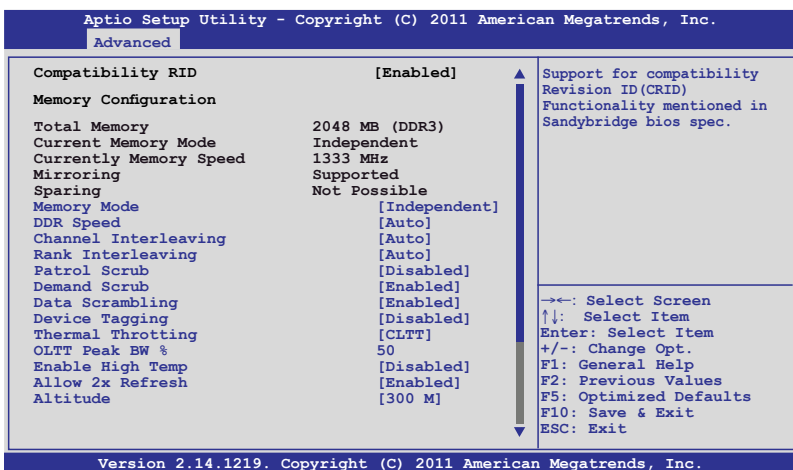 Aptio Setup Utility - Copyright (C) 2011 American Megatrends, Inc.
Advanced
Compatibility RID [Enabled]
Memory Configuration
Total Memory 2048 MB (DDR3)
Current Memory Mode Independent
Currently Memory Speed 1333 MHz
Mirroring Supported
Sparing Not Possible
Memory Mode [Independent]
DDR Speed [Auto]
Channel Interleaving [Auto]
Rank Interleaving [Auto]
Patrol Scrub [Disabled]
Demand Scrub [Enabled]
Data Scrambling [Enabled]
Device Tagging [Disabled]
Thermal Throtting [CLTT]
OLTT Peak BW % 50
Enable High Temp [Disabled]
Allow 2x Refresh [Enabled]
Altitude [300 M]
Support for compatibility
Revision ID(CRID)
Functionality mentioned in
Sandybridge bios spec.
→←: Select Screen
↑↓: Select Item
Enter: Select Item
+/-: Change Opt.
F1: General Help
F2: Previous Values
F5: Optimized Defaults
F10: Save & Exit
ESC: Exit
Version 2.14.1219. Copyright (C) 2011 American Megatrends, Inc.